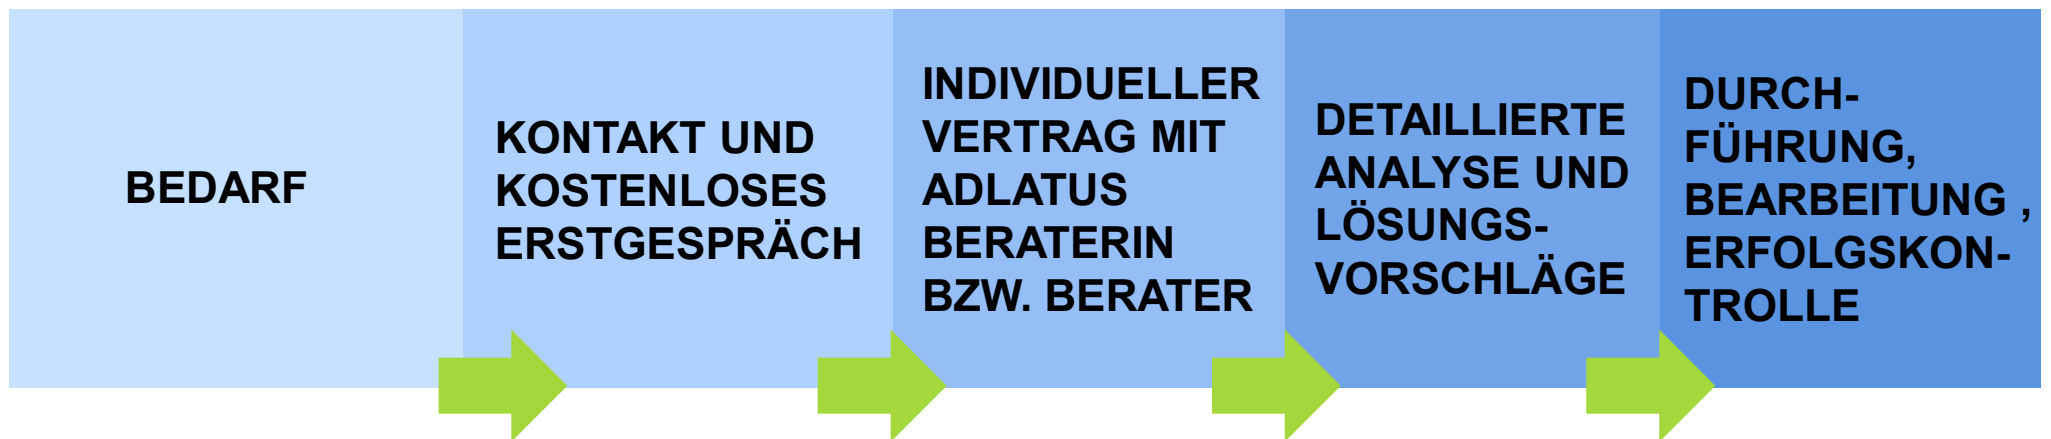 BEDARF
KONTAKT UND
KOSTENLOSES
ERSTGESPRÄCH
INDIVIDUELLER
VERTRAG MIT
ADLATUS
BERATERIN
BZW. BERATER
DETAILLIERTE
ANALYSE UND
LÖSUNGS-
VORSCHLÄGE
DURCH-
FÜHRUNG,
BEARBEITUNG ,
ERFOLGSKON-
TROLLE